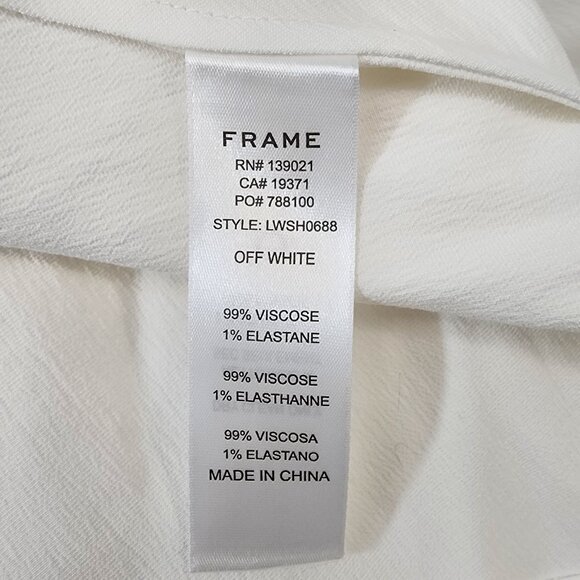 FRAME
RN# 139021
CA# 19371
PO# 788100
STYLE: LWSH0688
OFF WHITE
99% VISCOSE
1% ELASTANE
99% VISCOSE
1% ELASTHANNE
99% VISCOSA
1% ELASTANO
MADE IN CHINA